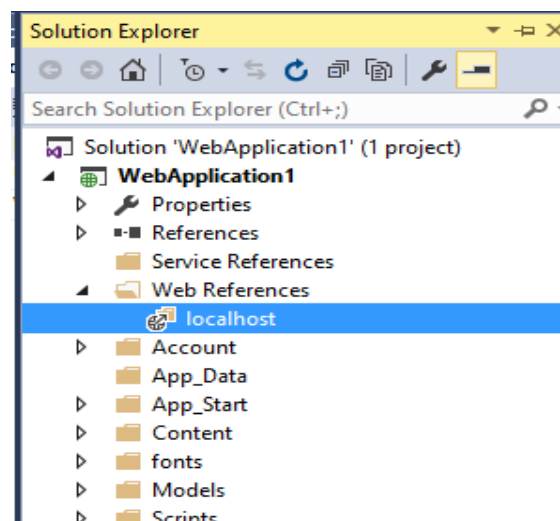 Solution Explorer
Search Solution Explorer (Ctrl+;)
Solution 'WebApplication1' (1 project)
WebApplication1
Properties
References
Service References
Web References
localhost
Account
App_Data
App_Start
Content
fonts
Models
Scripts